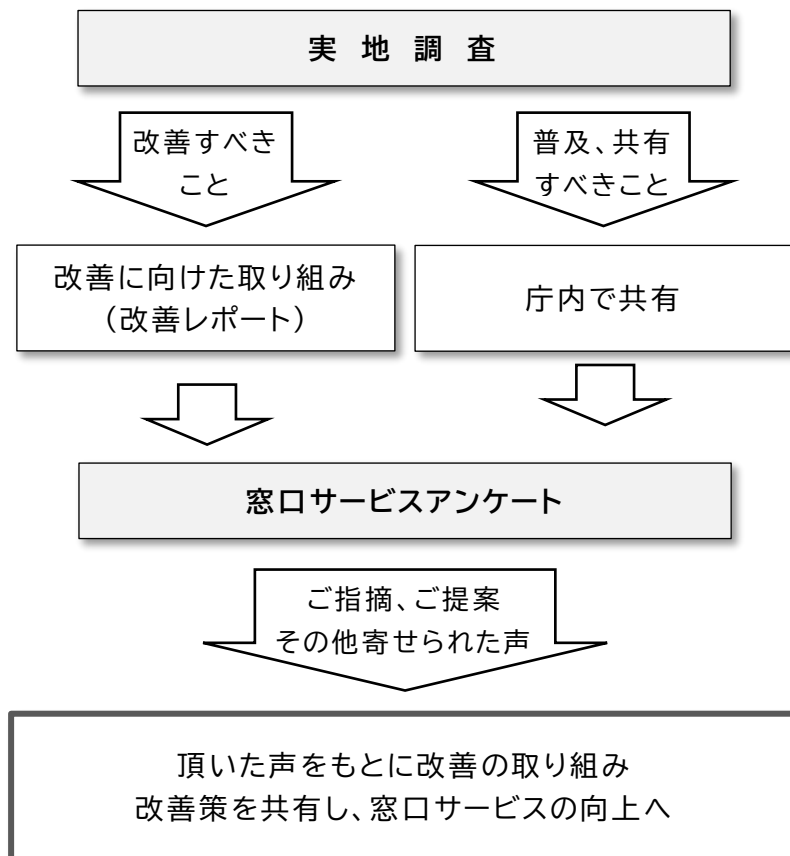 実地調査
改善すべき
こと
普及、共有
すべきこと
改善に向けた取り組み
（改善レポート）
庁内で共有
窓口サービスアンケート
ご指摘、ご提案
その他寄せられた声
頂いた声をもとに改善の取り組み
改善策を共有し、窓口サービスの向上へ